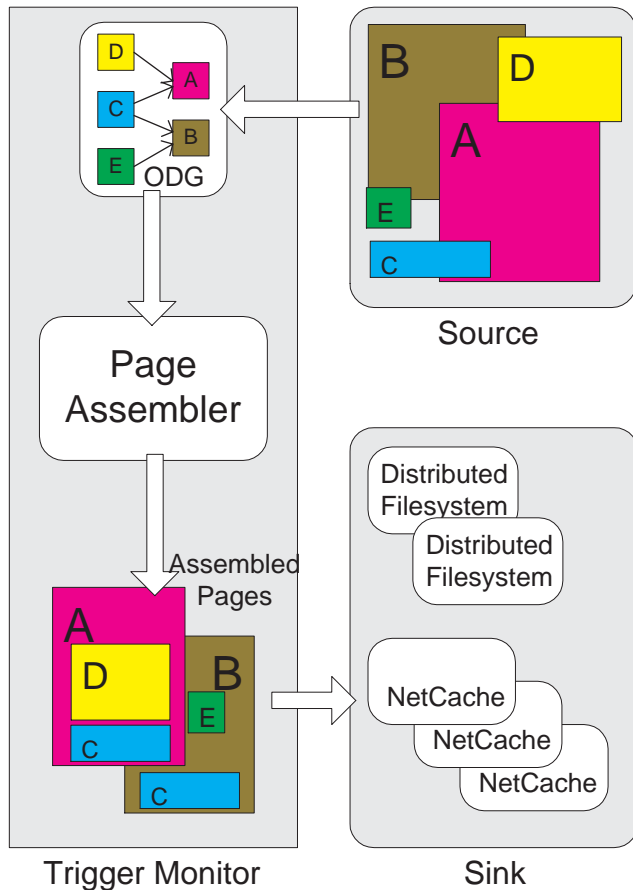 D
A
C
B
E
ODG
B
D
A
E
C
Source
Page
Assembler
Assembled
Pages
A
D
C
B
E
C
Trigger Monitor
Distributed
Filesystem
Distributed
Filesystem
NetCache
NetCache
NetCache
Sink